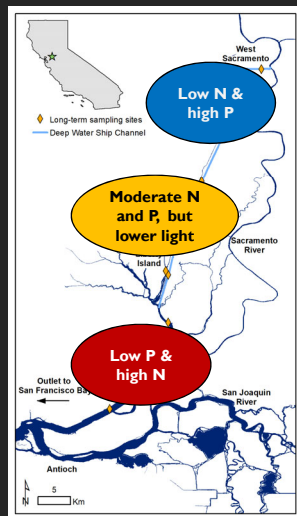 West
Sacramento
Long-term sampling sites
Deep Water Ship Channel
Low N &
high P
Moderate N
and P, but
lower light
Island
Sacramento
River
Low P &
high N
Outlet to
San Francisco Bay
San Joaquin
River
Antioch
N
5
Km